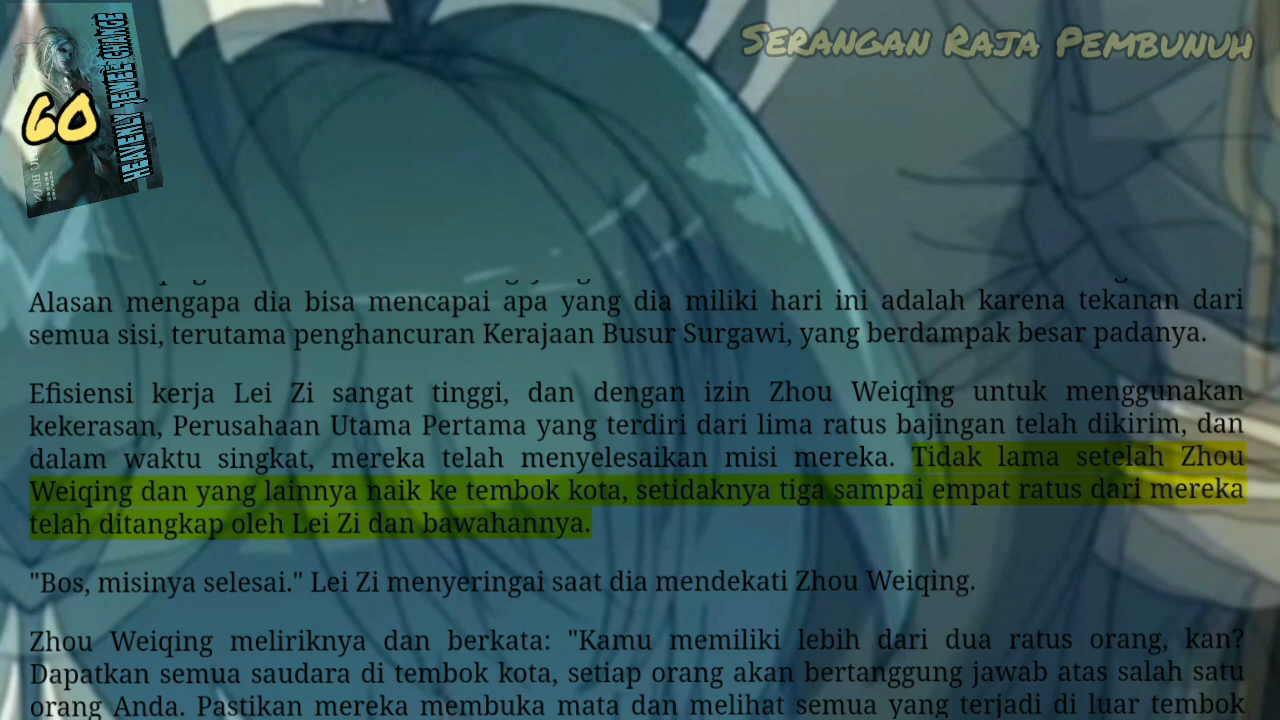 Serangan Raja Pembunuh
60
HEAVENLY JEWEL CHANGE
Alasan mengapa dia bisa mencapai apa yang dia miliki hari ini adalah karena tekanan dari
semua sisi, terutama penghancuran Kerajaan Busur Surgawi, yang berdampak besar padanya.
Efisiensi kerja Lei Zi sangat tinggi, dan dengan izin Zhou Weiqing untuk menggunakan
kekerasan, Perusahaan Utama Pertama yang terdiri dari lima ratus bajingan telah dikirim, dan
dalam waktu singkat, mereka telah menyelesaikan misi mereka. Tidak lama setelah Zhou
Weiqing dan yang lainnya naik ke tembok kota, setidaknya tiga sampai empat ratus dari mereka
telah ditangkap oleh Lei Zi dan bawahannya.
"Bos, misinya selesai." Lei Zi menyeringai saat dia mendekati Zhou Weiqing.
Zhou Weiqing meliriknya dan berkata: "Kamu memiliki lebih dari dua ratus orang, kan?
Dapatkan semua saudara di tembok kota, setiap orang akan bertanggung jawab atas salah satu
orang Anda. Pastikan mereka membuka mata dan melihat semua yang terjadi di luar tembok